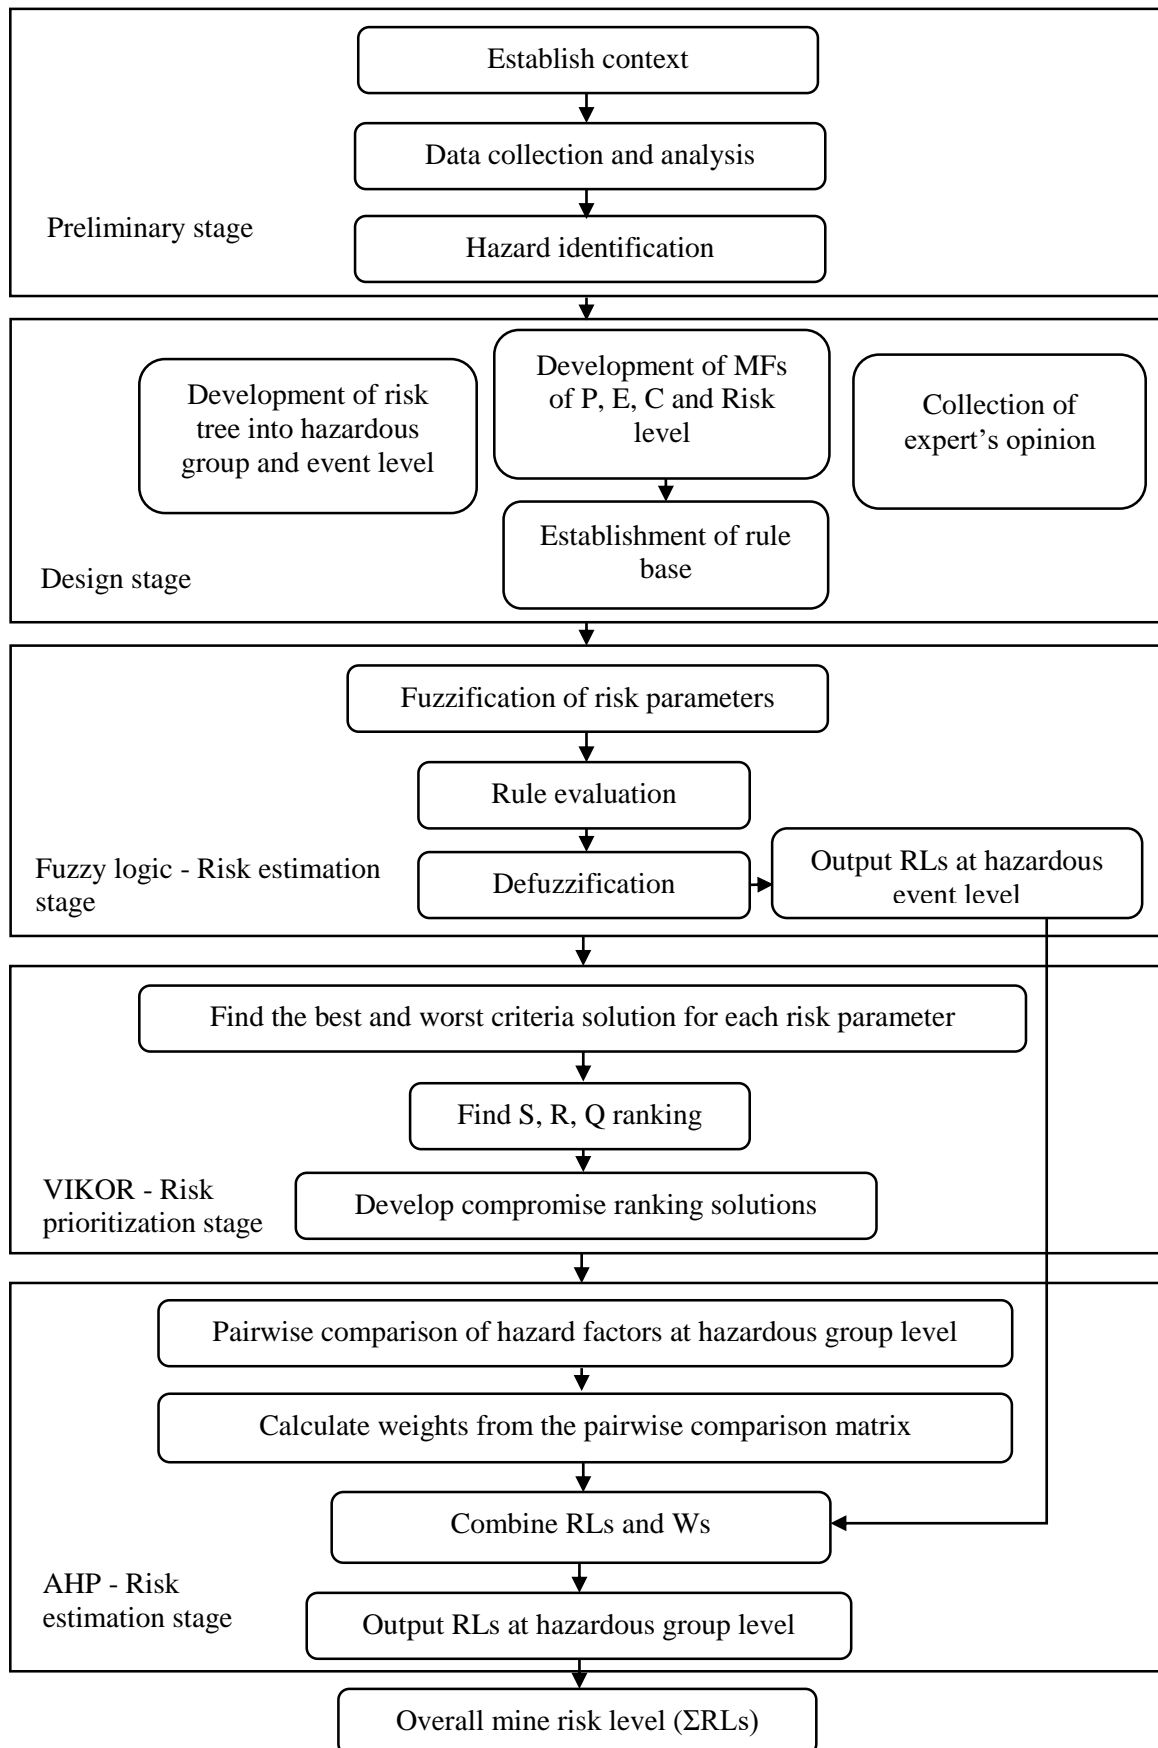 Establish context
Data collection and analysis
Preliminary stage
Hazard identification
Development of risk
tree into hazardous
group and event level
Development of MFs
of P, E, C and Risk
level
Collection of
expert’s opinion
Establishment of rule
base
Design stage
Fuzzification of risk parameters
Rule evaluation
Fuzzy logic - Risk estimation
stage
Defuzzification
Output RLs at hazardous
event level
Find the best and worst criteria solution for each risk parameter
Find S, R, Q ranking
VIKOR - Risk
prioritization stage
Develop compromise ranking solutions
Pairwise comparison of hazard factors at hazardous group level
Calculate weights from the pairwise comparison matrix
Combine RLs and Ws
AHP - Risk
estimation stage
Output RLs at hazardous group level
Overall mine risk level (ΣRLs)